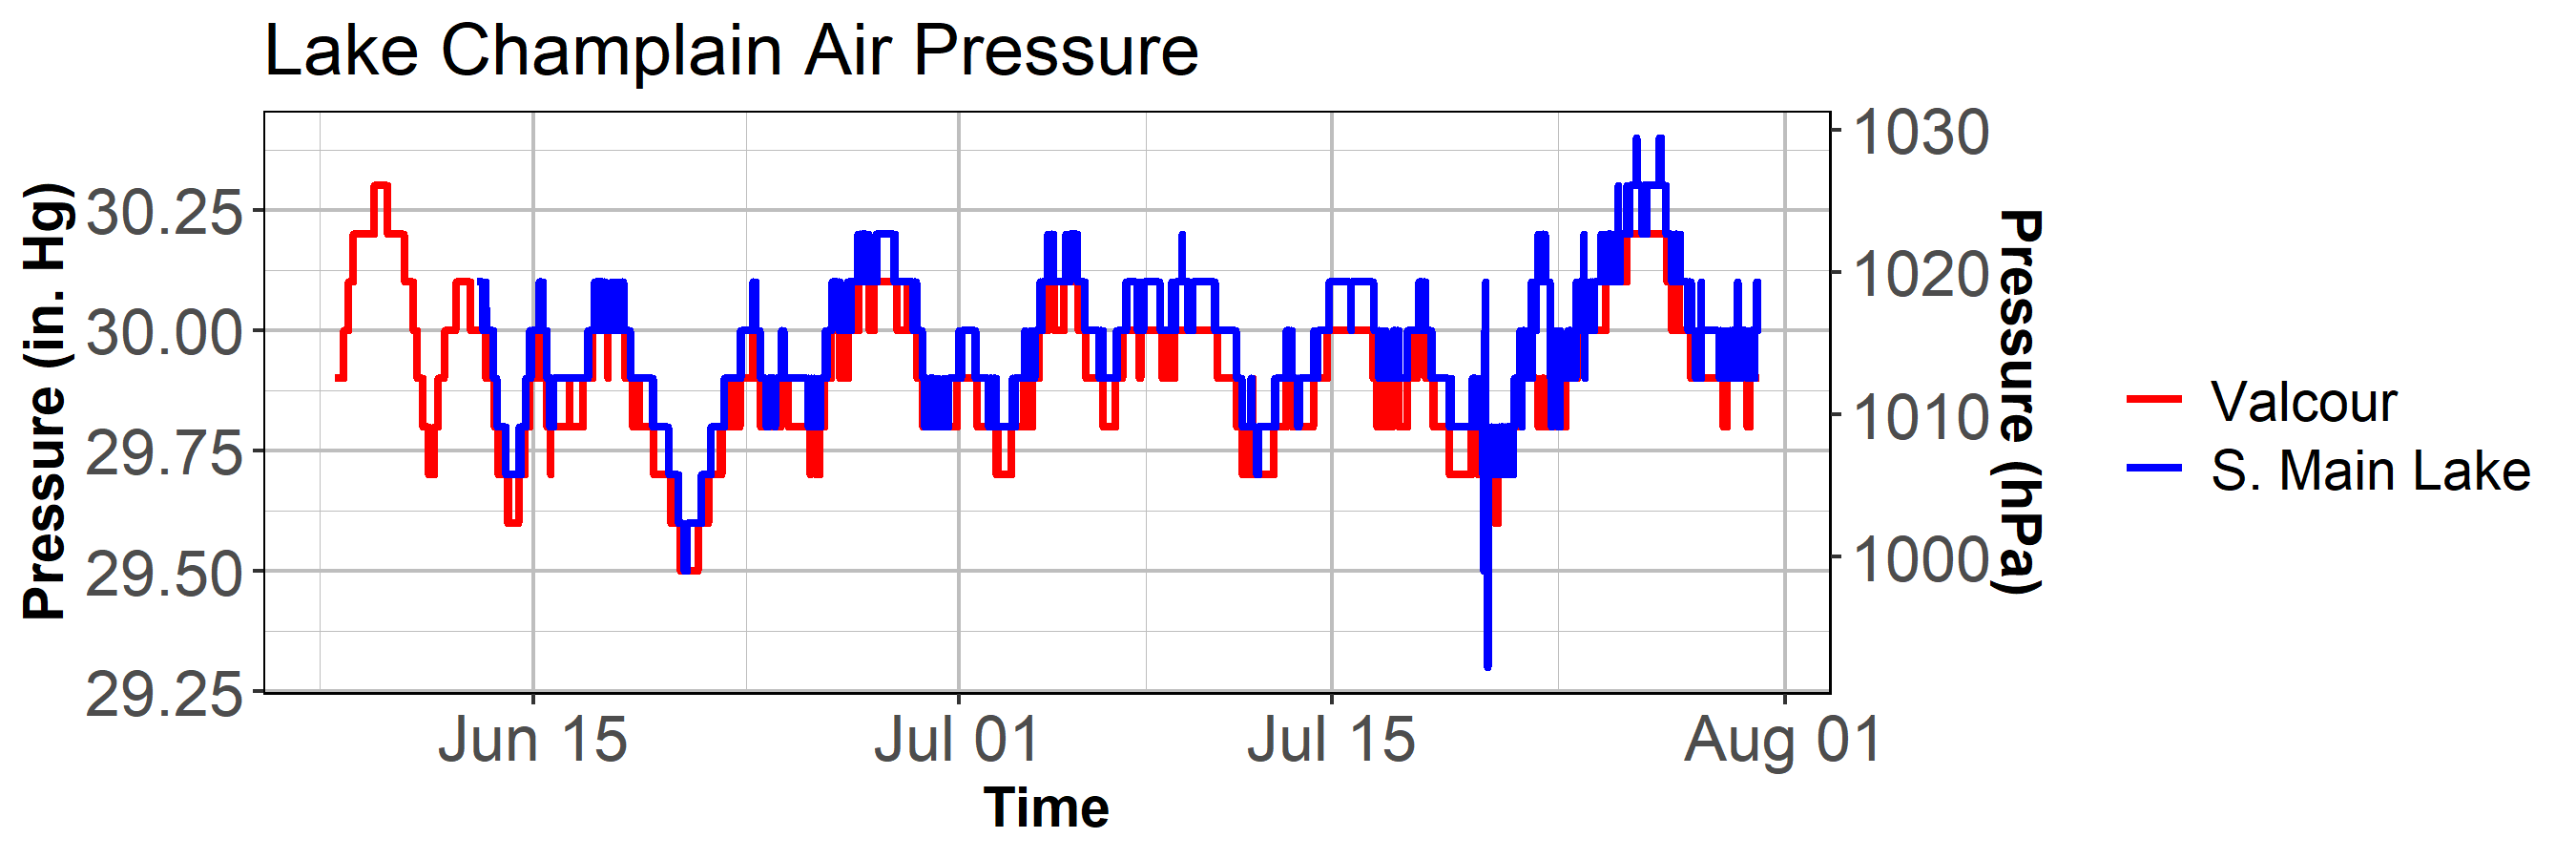 Lake Champlain Air Pressure
Pressure (in. Hg)
30.25
30.00
29.75
29.50
29.25
1030
1020
1010
1000
Pressure (hPa)
Jun 15
Jul 01
Jul 15
Aug 01
Time
Valcour
S. Main Lake